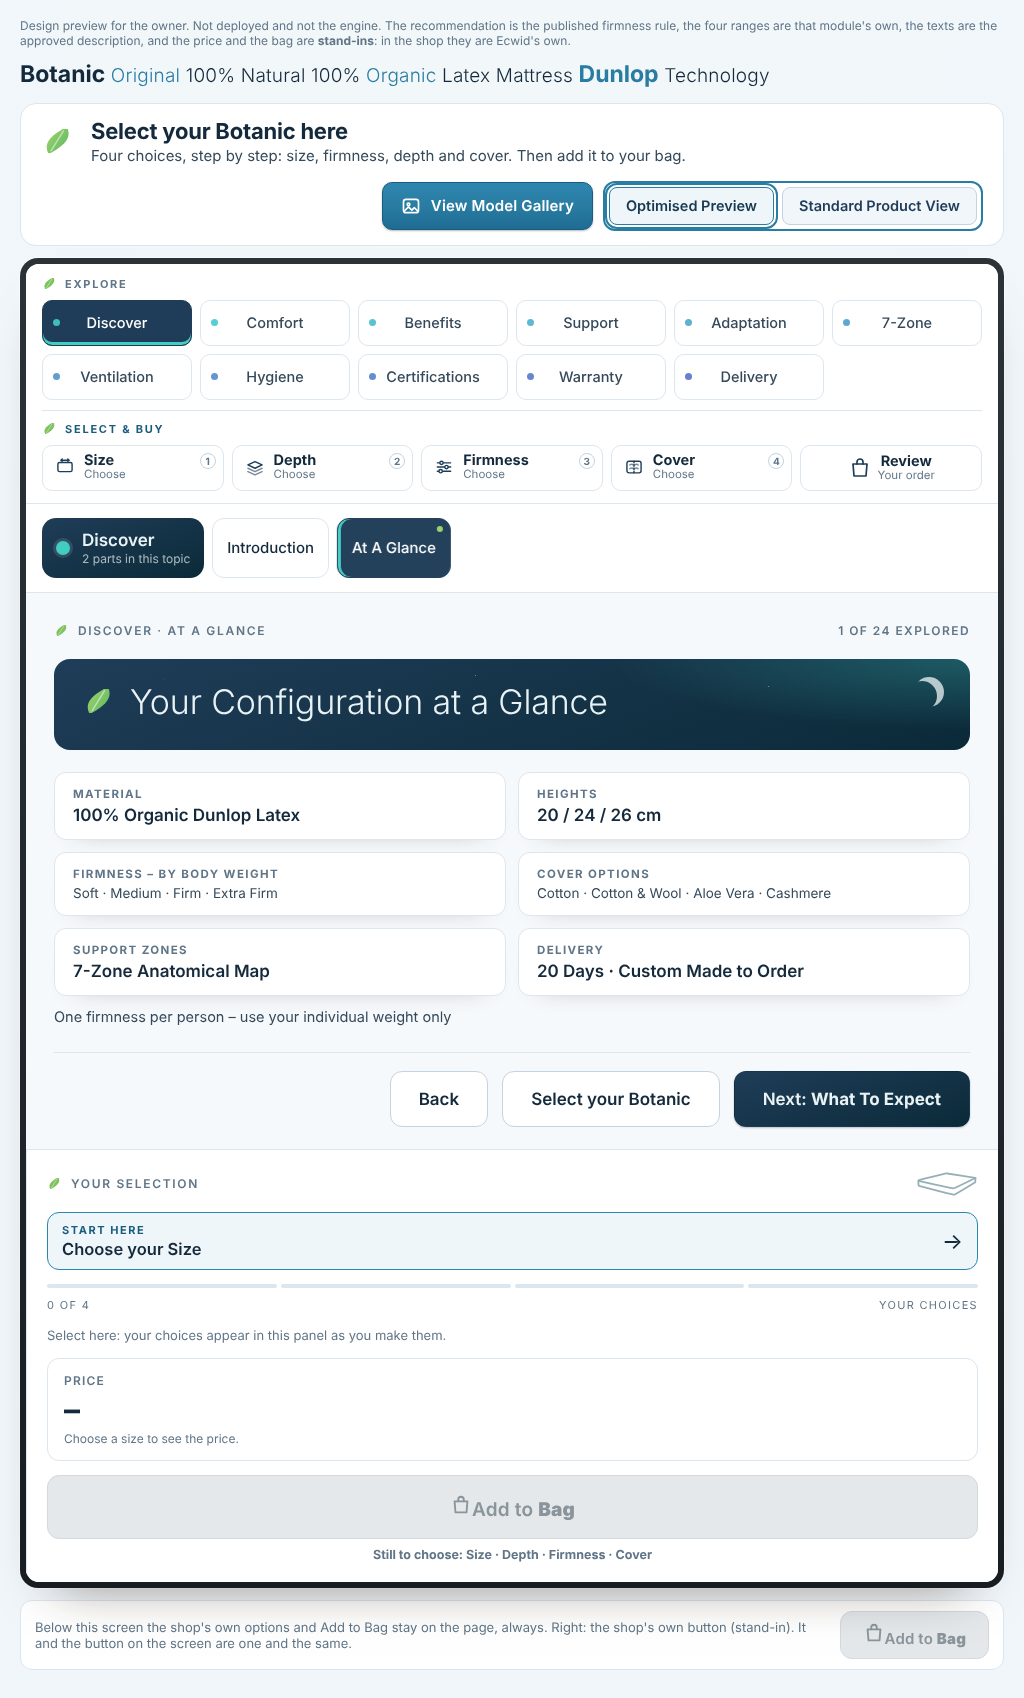 Design preview for the owner. Not deployed and not the engine. The recommendation is the published firmness rule, the four ranges are that module's own, the texts are the
approved description, and the price and the bag are stand-ins: in the shop they are Ecwid's own.
Botanic Original 100% Natural 100% Organic Latex Mattress Dunlop Technology
Select your Botanic here
Four choices, step by step: size, firmness, depth and cover. Then add it to your bag.
View Model Gallery
Optimised Preview
Standard Product View
EXPLORE
Discover
Comfort
Benefits
Support
Adaptation
7-Zone
Ventilation
Hygiene
Certifications
Warranty
Delivery
SELECT & BUY
Size
Choose
1
Depth
Choose
2
Firmness
Choose
3
Cover
Choose
4
Review
Your order
Discover
2 parts in this topic
Introduction
At A Glance
DISCOVER · AT A GLANCE
1 OF 24 EXPLORED
Your Configuration at a Glance
MATERIAL
100% Organic Dunlop Latex
HEIGHTS
20 / 24 / 26 cm
FIRMNESS – BY BODY WEIGHT
Soft · Medium · Firm · Extra Firm
COVER OPTIONS
Cotton · Cotton & Wool · Aloe Vera · Cashmere
SUPPORT ZONES
7-Zone Anatomical Map
DELIVERY
20 Days · Custom Made to Order
One firmness per person – use your individual weight only
Back
Select your Botanic
Next: What To Expect
YOUR SELECTION
START HERE
Choose your Size
0 OF 4
YOUR CHOICES
Select here: your choices appear in this panel as you make them.
PRICE
–
Choose a size to see the price.
Add to Bag
Still to choose: Size · Depth · Firmness · Cover
Below this screen the shop's own options and Add to Bag stay on the page, always. Right: the shop's own button (stand-in). It
and the button on the screen are one and the same.
Add to Bag